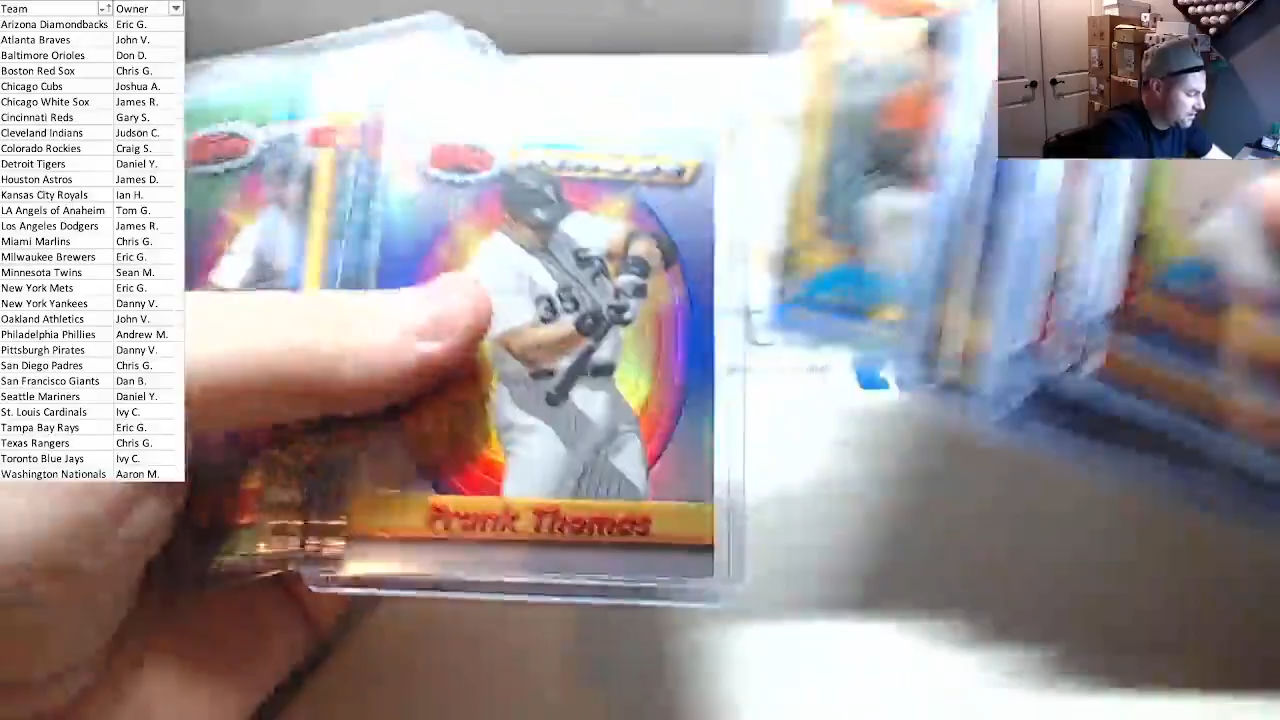 Team Owner
Arizona Diamondbacks Eric G.
Atlanta Braves John V.
Baltimore Orioles Don D.
Boston Red Sox Chris G.
Chicago Cubs Joshua A.
Chicago White Sox James R.
Cincinnati Reds Gary S.
Cleveland Indians Judson C.
Colorado Rockies Craig S.
Detroit Tigers Daniel Y.
Houston Astros James D.
Kansas City Royals Ian H.
LA Angels of Anaheim Tom G.
Los Angeles Dodgers James R.
Miami Marlins Chris G.
Milwaukee Brewers Eric G.
Minnesota Twins Sean M.
New York Mets Eric G.
New York Yankees Danny V.
Oakland Athletics John V.
Philadelphia Phillies Andrew M.
Pittsburgh Pirates Danny V.
San Diego Padres Chris G.
San Francisco Giants Dan B.
Seattle Mariners Daniel Y.
St. Louis Cardinals Ivy C.
Tampa Bay Rays Eric G.
Texas Rangers Chris G.
Toronto Blue Jays Ivy C.
Washington Nationals Aaron M.
35
Frank Thomas